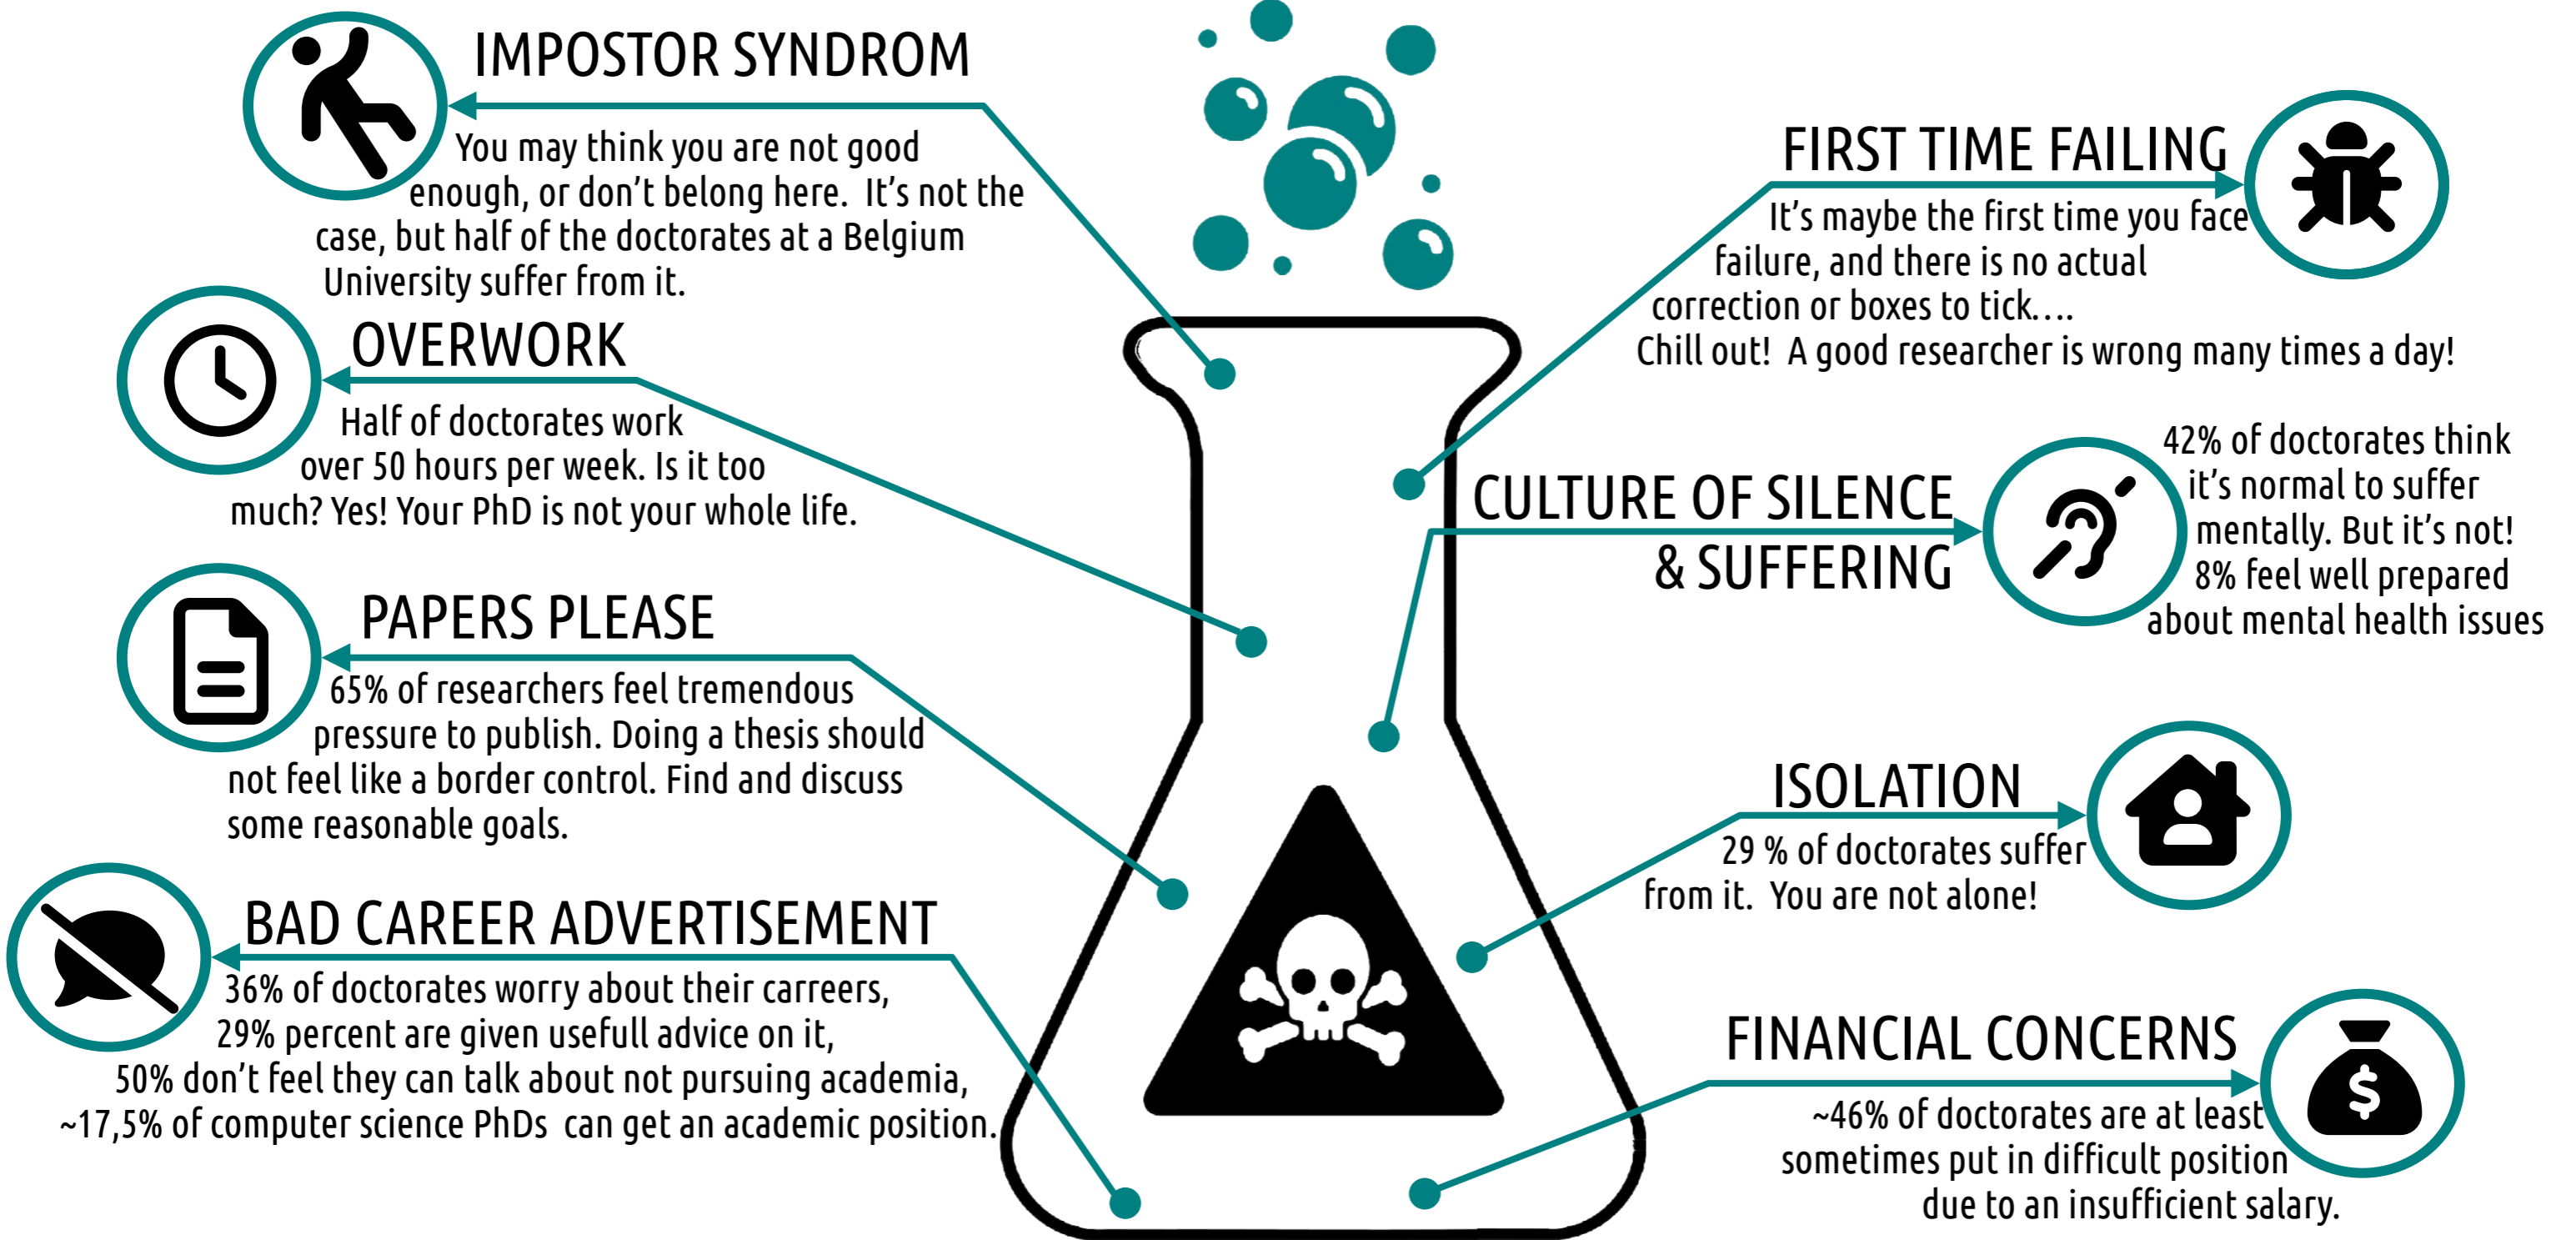 IMPOSTOR SYNDROM
You may think you are not good
enough, or don't belong here.  It's not the
case, but half of the doctorates at a Belgium
University suffer from it.
OVERWORK
Half of doctorates work
over 50 hours per week. Is it too
much? Yes! Your PhD is not your whole life.
PAPERS PLEASE
65% of researchers feel tremendous
pressure to publish. Doing a thesis should
not feel like a border control. Find and discuss
some reasonable goals.
BAD CAREER ADVERTISEMENT
36% of doctorates worry about their carreers,
29% percent are given usefull advice on it,
50% don't feel they can talk about not pursuing academia,
~17,5% of computer science PhDs  can get an academic position.
FIRST TIME FAILING
It's maybe the first time you face
failure, and there is no actual
correction or boxes to tick....
Chill out!  A good researcher is wrong many times a day!
CULTURE OF SILENCE
& SUFFERING
42% of doctorates think
it's normal to suffer
mentally. But it's not!
8% feel well prepared
about mental health issues
ISOLATION
29 % of doctorates suffer
from it.  You are not alone!
FINANCIAL CONCERNS
$
~46% of doctorates are at least
sometimes put in difficult position
due to an insufficient salary.